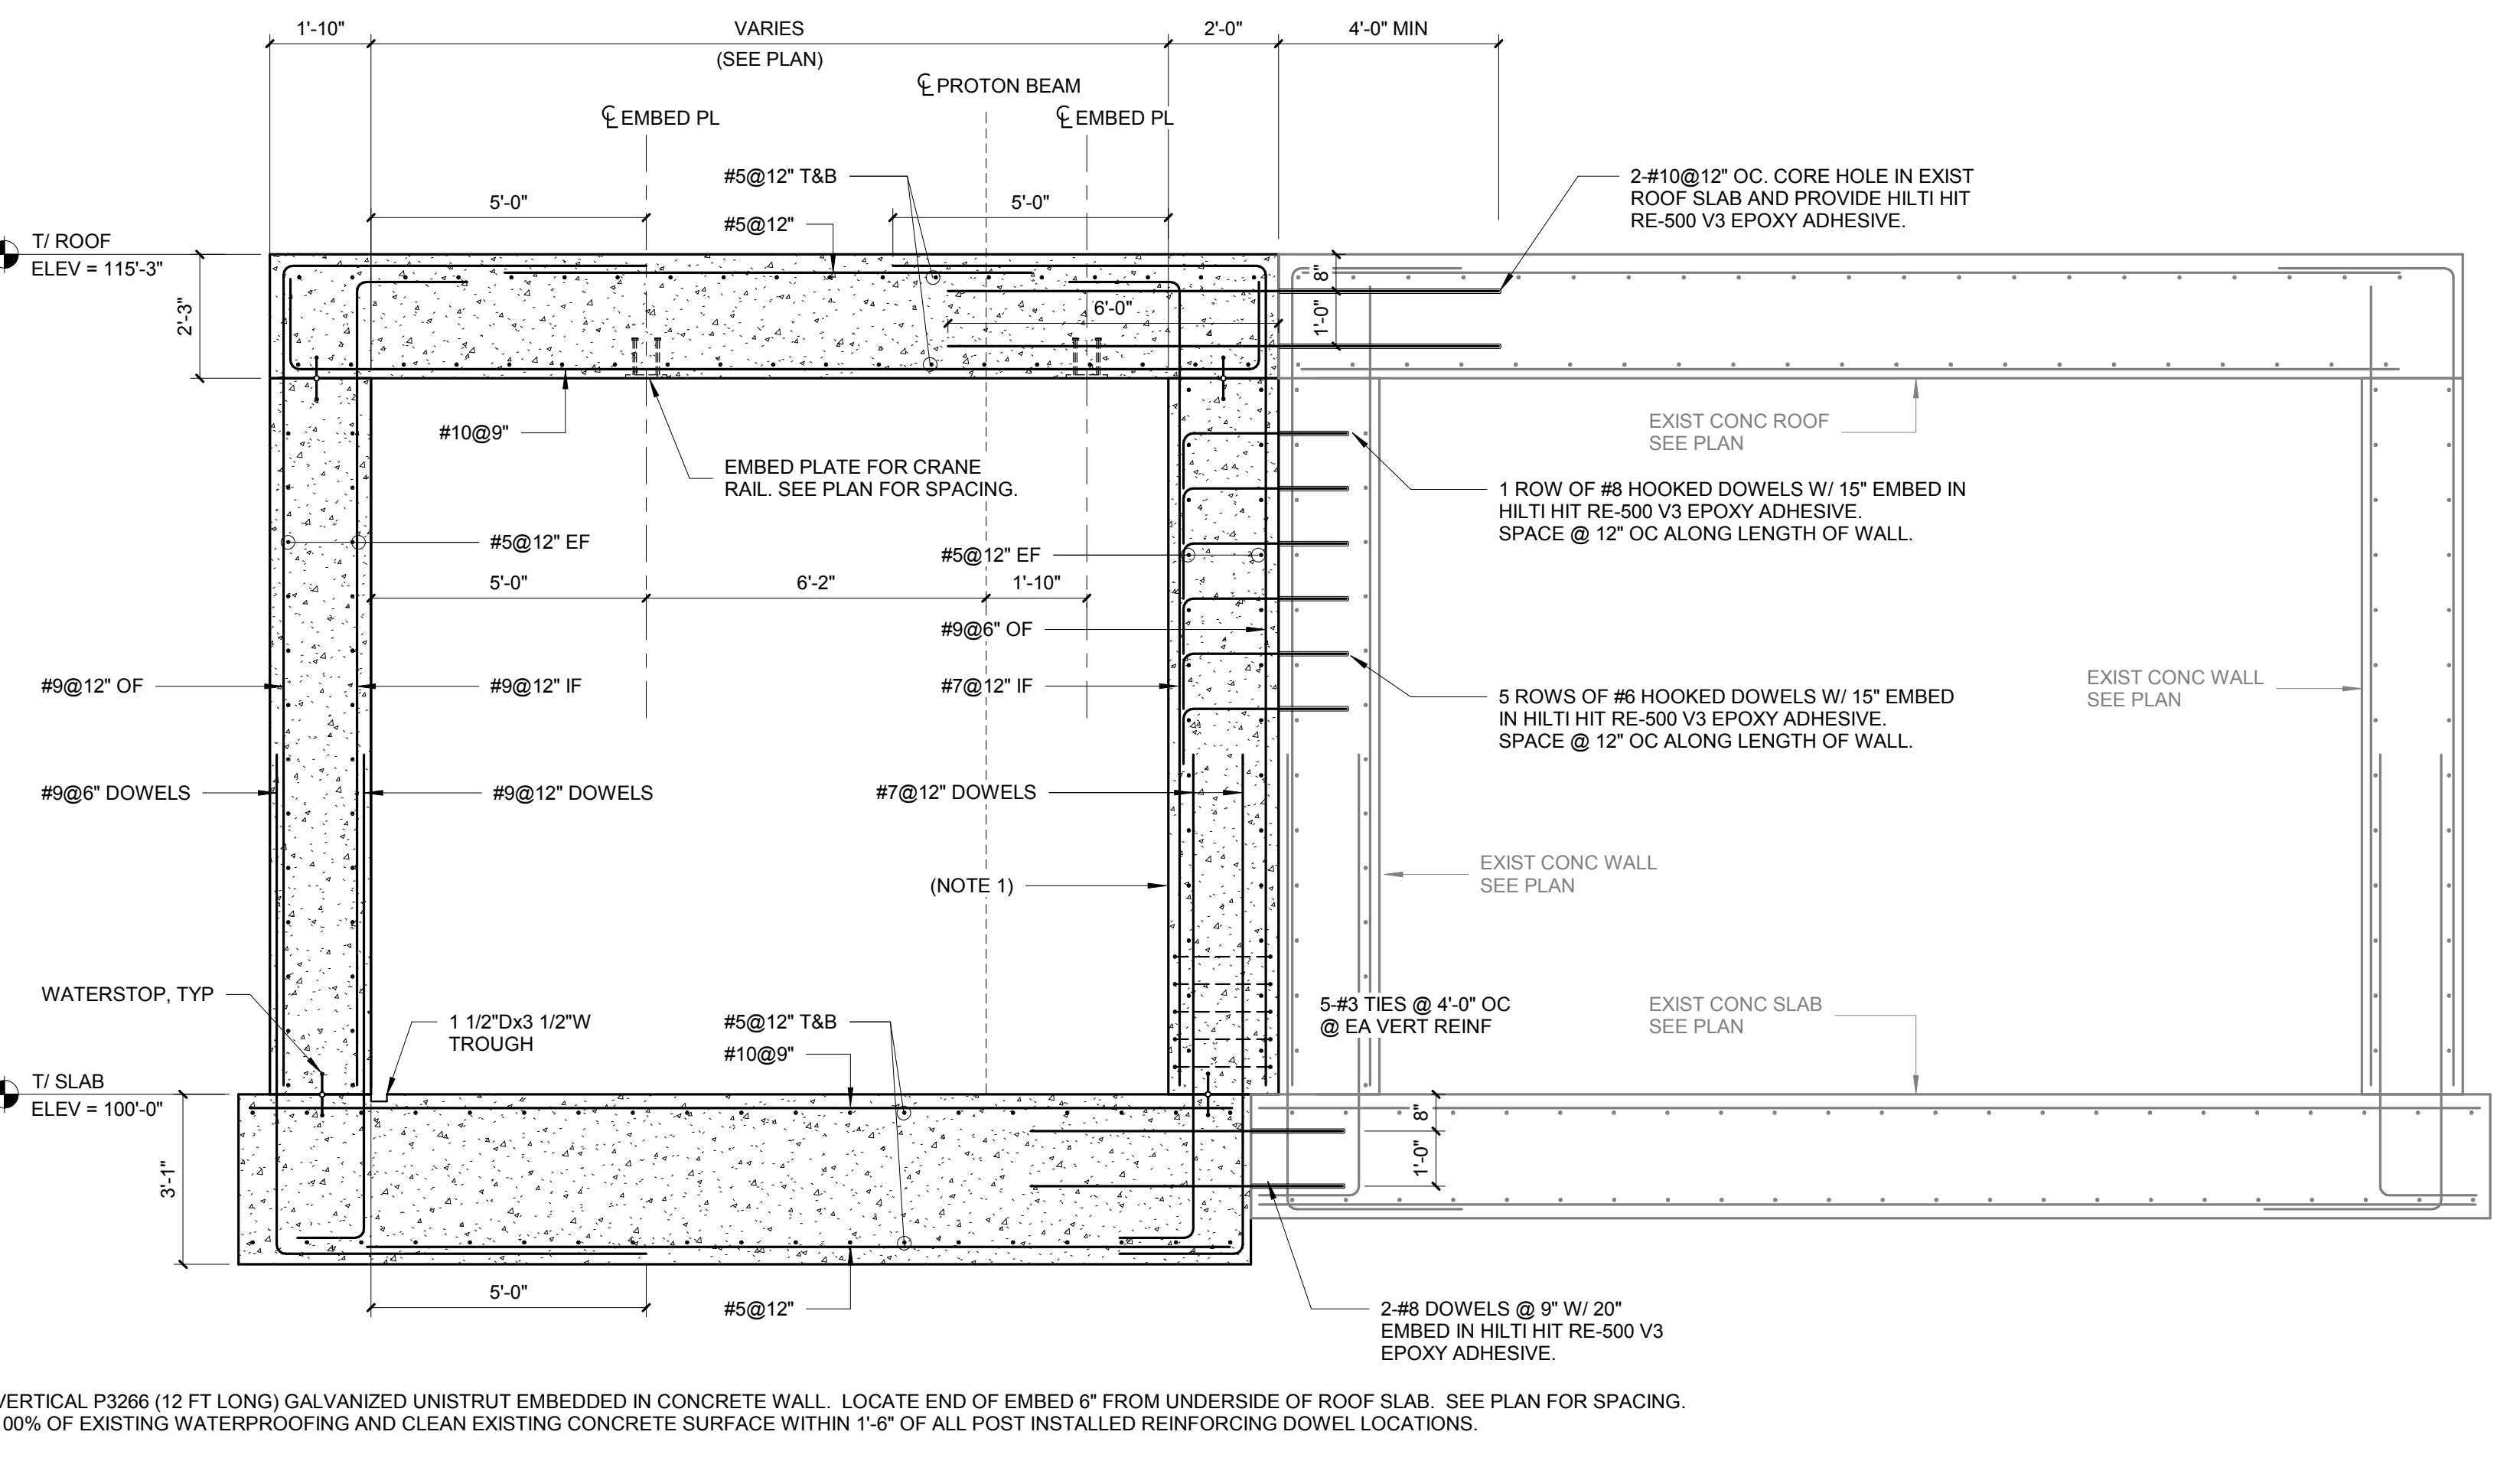 1'-10"
VARIES
(SEE PLAN)
2'-0"
4'-0" MIN
℄ PROTON BEAM
℄ EMBED PL
℄ EMBED PL
#5@12" T&B
5'-0"
#5@12"
5'-0"
2-#10@12" OC. CORE HOLE IN EXIST
ROOF SLAB AND PROVIDE HILTI HIT
RE-500 V3 EPOXY ADHESIVE.
T/ ROOF
ELEV = 115'-3"
2'-3"
8"
1'-0"
6'-0"
#10@9"
EXIST CONC ROOF
SEE PLAN
EMBED PLATE FOR CRANE
RAIL. SEE PLAN FOR SPACING.
1 ROW OF #8 HOOKED DOWELS W/ 15" EMBED IN
HILTI HIT RE-500 V3 EPOXY ADHESIVE.
SPACE @ 12" OC ALONG LENGTH OF WALL.
#5@12" EF
#5@12" EF
5'-0"
6'-2"
1'-10"
#9@6" OF
#9@12" OF
#9@12" IF
#7@12" IF
5 ROWS OF #6 HOOKED DOWELS W/ 15" EMBED
IN HILTI HIT RE-500 V3 EPOXY ADHESIVE.
SPACE @ 12" OC ALONG LENGTH OF WALL.
EXIST CONC WALL
SEE PLAN
#9@6" DOWELS
#9@12" DOWELS
#7@12" DOWELS
(NOTE 1)
EXIST CONC WALL
SEE PLAN
WATERSTOP, TYP
1 1/2"Dx3 1/2"W
TROUGH
#5@12" T&B
#10@9"
5-#3 TIES @ 4'-0" OC
@ EA VERT REINF
EXIST CONC SLAB
SEE PLAN
T/ SLAB
ELEV = 100'-0"
3'-1"
8"
1'-0"
5'-0"
#5@12"
2-#8 DOWELS @ 9" W/ 20"
EMBED IN HILTI HIT RE-500 V3
EPOXY ADHESIVE.
VERTICAL P3266 (12 FT LONG) GALVANIZED UNISTRUT EMBEDDED IN CONCRETE WALL. LOCATE END OF EMBED 6" FROM UNDERSIDE OF ROOF SLAB. SEE PLAN FOR SPACING.
00% OF EXISTING WATERPROOFING AND CLEAN EXISTING CONCRETE SURFACE WITHIN 1'-6" OF ALL POST INSTALLED REINFORCING DOWEL LOCATIONS.